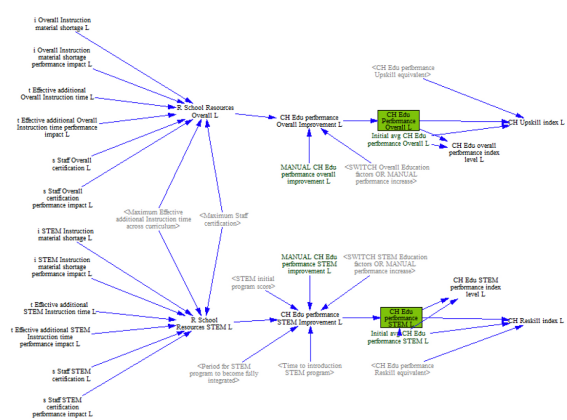 i Overall Instruction
material shortage L
i Overall Instruction
material shortage
performance impact L
t Effective additional
Overall Instruction time L
t Effective additional Overall
Instruction time performance
impact L
s Staff Overall
certification L
s Staff Overall
certification
performance impact L
R School Resources
Overall L
CH Edu Performance
Overall Improvement L
MANUAL CH Edu
performance overall
improvement L
<SWITCH Overall Education
factors OR MANUAL
performance increase>
<CH Edu performance
Upskill equivalent>
CH Edu
Performance
Overall L
Initial avg CH Edu
performance Overall L
CH Upskill index L
CH Edu overall
performance index
level L
<Maximum Effective
additional Instruction time
across curriculum>
<Maximum Staff
certification>
i STEM Instruction
material shortage L
i STEM Instruction
material shortage
performance impact L
t Effective additional
STEM Instruction time L
t Effective additional STEM
Instruction time
performance impact L
s Staff STEM
certification L
s Staff STEM
certification
performance impact L
R School
Resources STEM L
<STEM initial
program score>
MANUAL CH Edu
performance STEM
improvement L
<SWITCH STEM Education
factors OR MANUAL
performance increase>
CH Edu performance
STEM Improvement L
<Period for STEM
program to become fully
integrated>
<Time to introduction
STEM program>
CH Edu
performance
STEM L
Initial avg CH Edu
performance STEM L
CH Edu STEM
performance index
level L
CH Reskill index L
<CH Edu performance
Reskill equivalent>